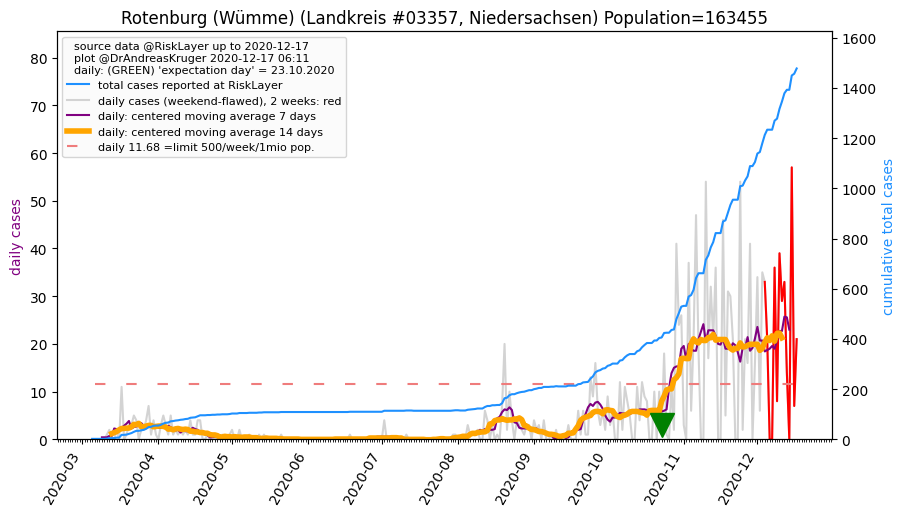 Rotenburg (Wümme) (Landkreis #03357, Niedersachsen) Population=163455
source data @RiskLayer up to 2020-12-17
plot @DrAndreasKruger 2020-12-17 06:11
daily: (GREEN) 'expectation day' = 23.10.2020
total cases reported at RiskLayer
daily cases (weekend-flawed), 2 weeks: red
daily: centered moving average 7 days
daily: centered moving average 14 days
daily 11.68 =limit 500/week/1mio pop.
daily cases
80
70
60
50
40
30
20
10
0
cumulative total cases
1600
1400
1200
1000
800
600
400
200
0
2020-03
2020-04
2020-05
2020-06
2020-07
2020-08
2020-09
2020-10
2020-11
2020-12